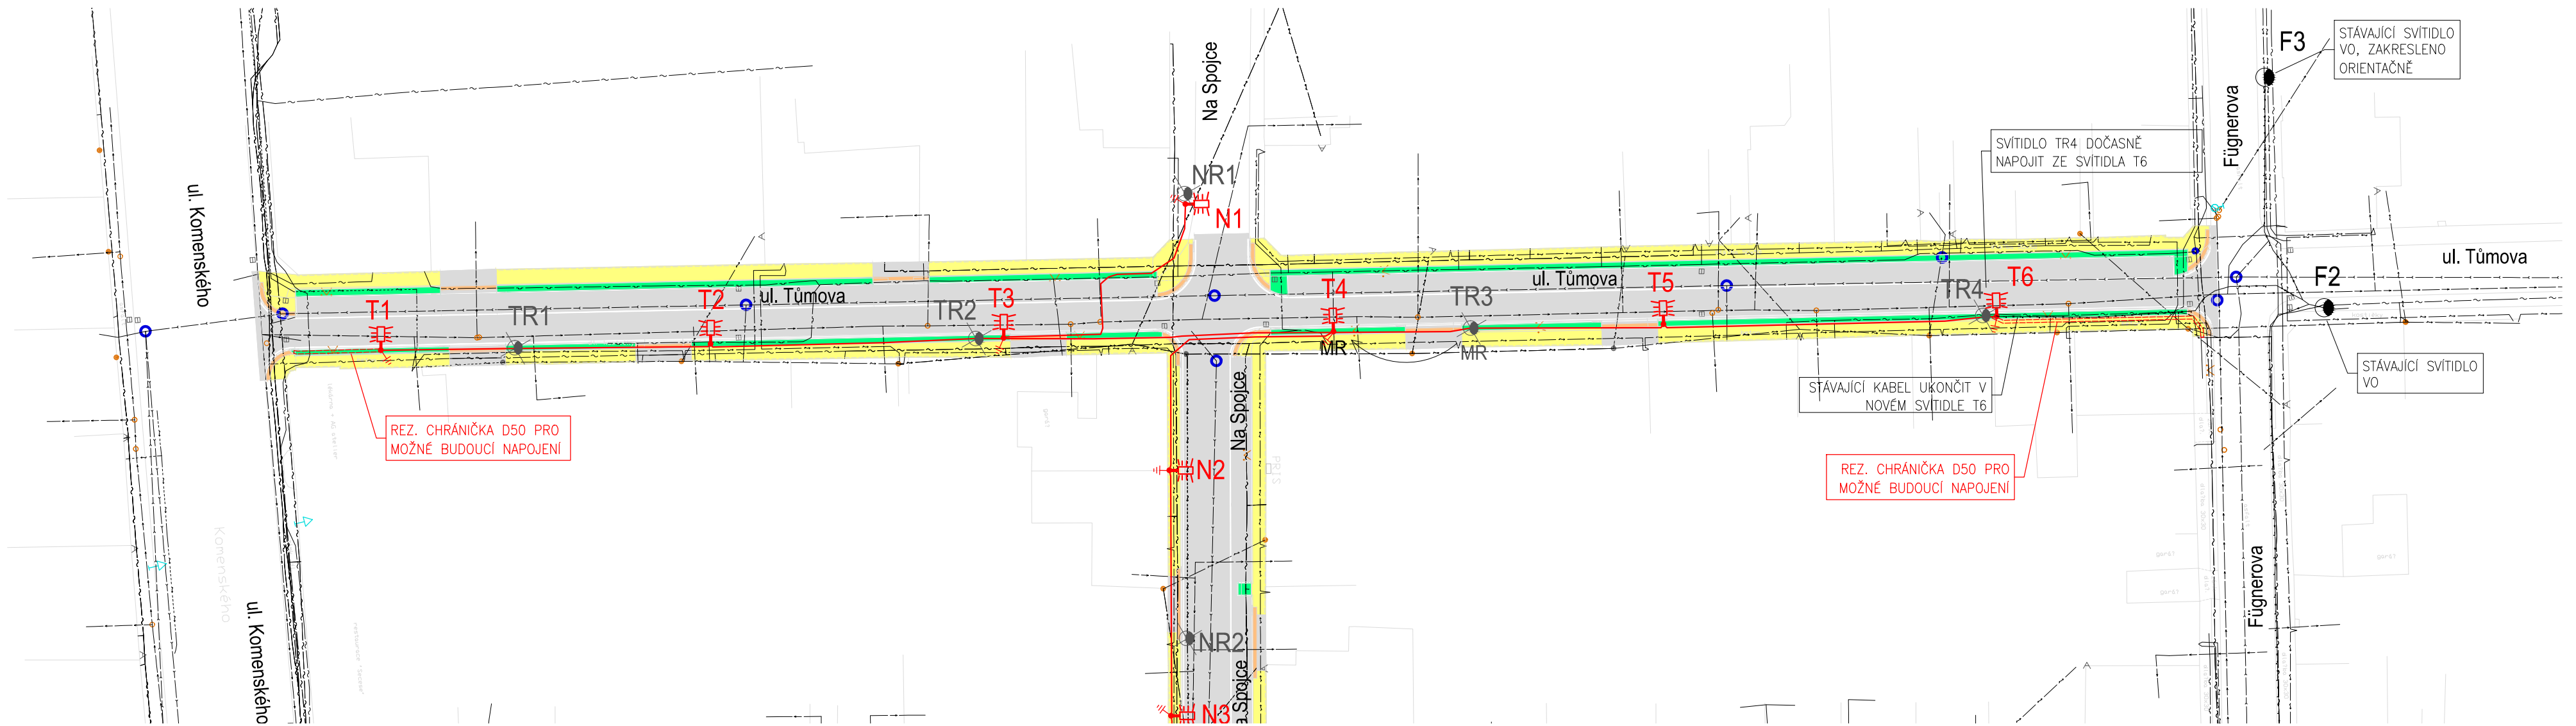 F3
STÁVAJÍCÍ SVÍTIDLO
VO, ZAKRESLENO
ORIENTAČNĚ
Na Spojce
Fügnerova
SVÍTIDLO TR4 DOČASNĚ
NAPOJIT ZE SVÍTIDLA T6
NR1
N1
ul. Komenského
ul. Tůmova
ul. Tůmova
ul. Tůmova
T1
TR1
T2
TR2
T3
T4
TR3
T5
TR4
T6
F2
MR
MR
STÁVAJÍCÍ SVÍTIDLO
VO
STÁVAJÍCÍ KABEL UKONČIT V
NOVÉM SVÍTIDLE T6
REZ. CHRÁNIČKA D50 PRO
MOŽNÉ BUDOUCÍ NAPOJENÍ
Na Spojce
N2
REZ. CHRÁNIČKA D50 PRO
MOŽNÉ BUDOUCÍ NAPOJENÍ
Komenského
ul. Komenského
Fügnerova
NR2
N3
a Spojce